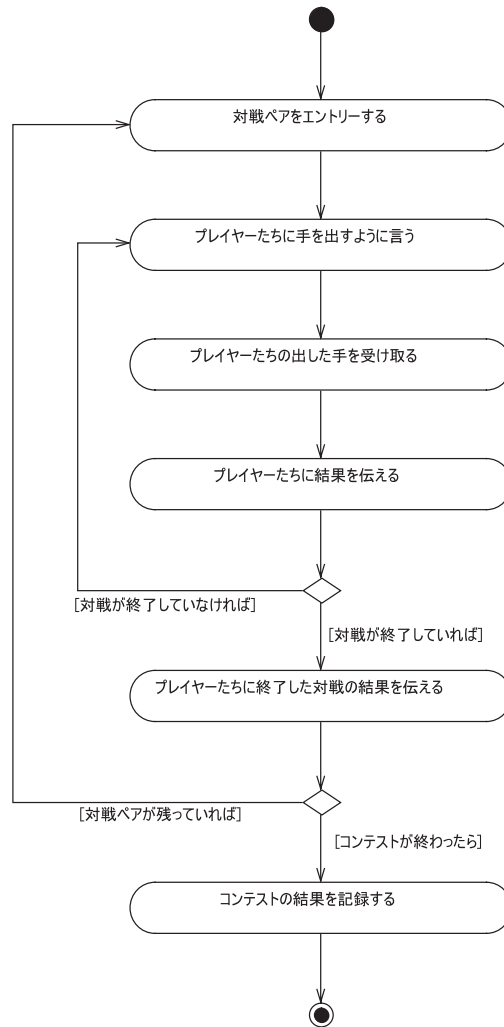 対戦ペアをエントリーする
プレイヤーたちに手を出すように言う
プレイヤーたちの出した手を受け取る
プレイヤーたちに結果を伝える
[対戦が終了していなければ]
[対戦が終了していれば]
プレイヤーたちに終了した対戦の結果を伝える
[対戦ペアが残っていれば]
[コンテストが終わったら]
コンテストの結果を記録する